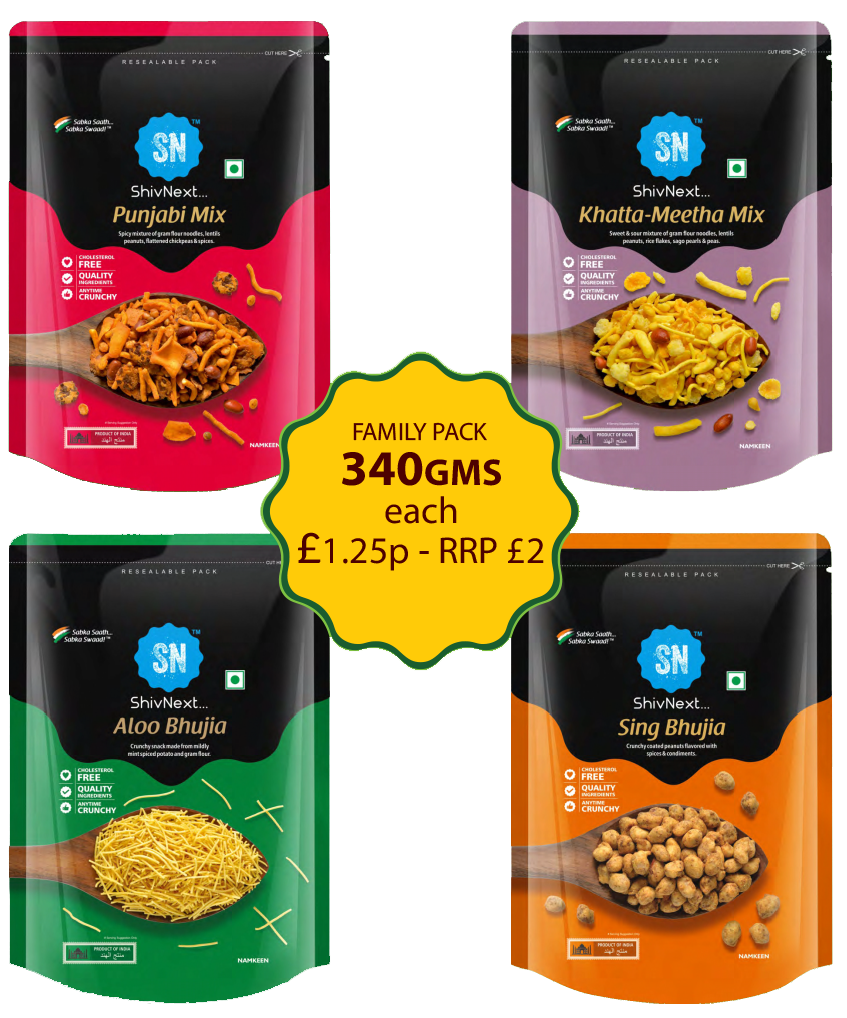 CUT HERE
RESEALABLE PACK
Sabka Saath...
Sabka Swaad!™
SN TM
ShivNext...
Punjabi Mix
Spicy mixture of gram flour noodles, lentils
peanuts, flattened chickpeas & spices.
CHOLESTEROL
FREE
QUALITY
INGREDIENTS
ANYTIME
CRUNCHY
PRODUCT OF INDIA
منتج الهند
NAMKEEN
CUT HERE
RESEALABLE PACK
Sabka Saath...
Sabka Swaad!™
SN TM
ShivNext...
Khatta-Meetha Mix
Sweet & sour mixture of gram flour noodles, lentils
peanuts, rice flakes, sago pearls & peas.
CHOLESTEROL
FREE
QUALITY
INGREDIENTS
ANYTIME
CRUNCHY
PRODUCT OF INDIA
منتج الهند
NAMKEEN
FAMILY PACK
340GMS
each
£1.25p - RRP £2
CUT HE
RESEALABLE PACK
Sabka Saath...
Sabka Swaad!™
SN TM
ShivNext...
Aloo Bhujia
Crunchy snack made from mildly
mint spiced potato and gram flour.
CHOLESTEROL
FREE
QUALITY
INGREDIENTS
ANYTIME
CRUNCHY
PRODUCT OF INDIA
منتج الهند
NAMKEEN
CUT HERE
RESEALABLE PACK
Sabka Saath...
Sabka Swaad!™
SN TM
ShivNext...
Sing Bhujia
Crunchy coated peanuts flavored with
spices & condiments.
CHOLESTEROL
FREE
QUALITY
INGREDIENTS
ANYTIME
CRUNCHY
PRODUCT OF INDIA
منتج الهند
NAMKEEN